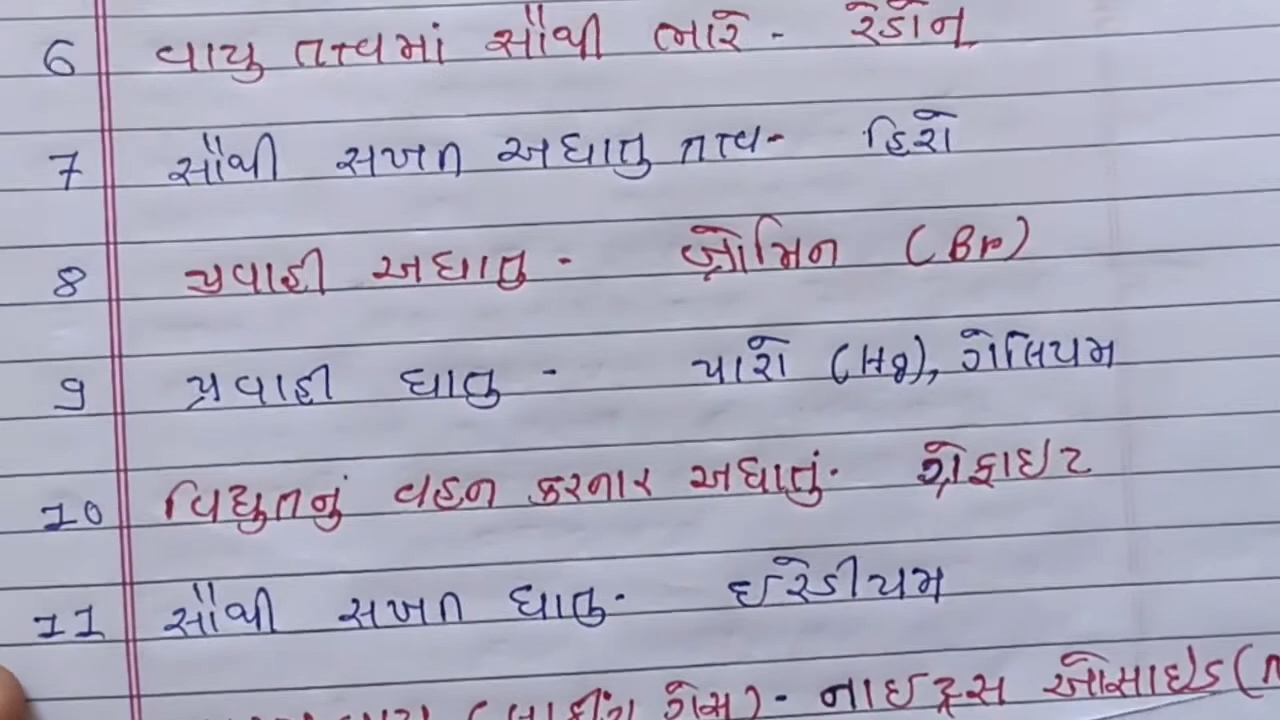 6 વાયુ તત્વમાં સૌથી ભારે - રેડોન
7 સૌથી સખત અધાતુ તત્વ - હિરો
8 પ્રવાહી અધાતુ - બ્રોમિન (Br)
9 પ્રવાહી ધાતુ - પારો (Hg), ગેલિયમ
10 વિદ્યુતનું વહન કરનાર અધાતું - ગ્રેફાઇટ
11 સૌથી સખત ધાતુ - ઈરેડીયમ
ગેસ) - નાઇટ્રસ ઓક્સાઇડ (